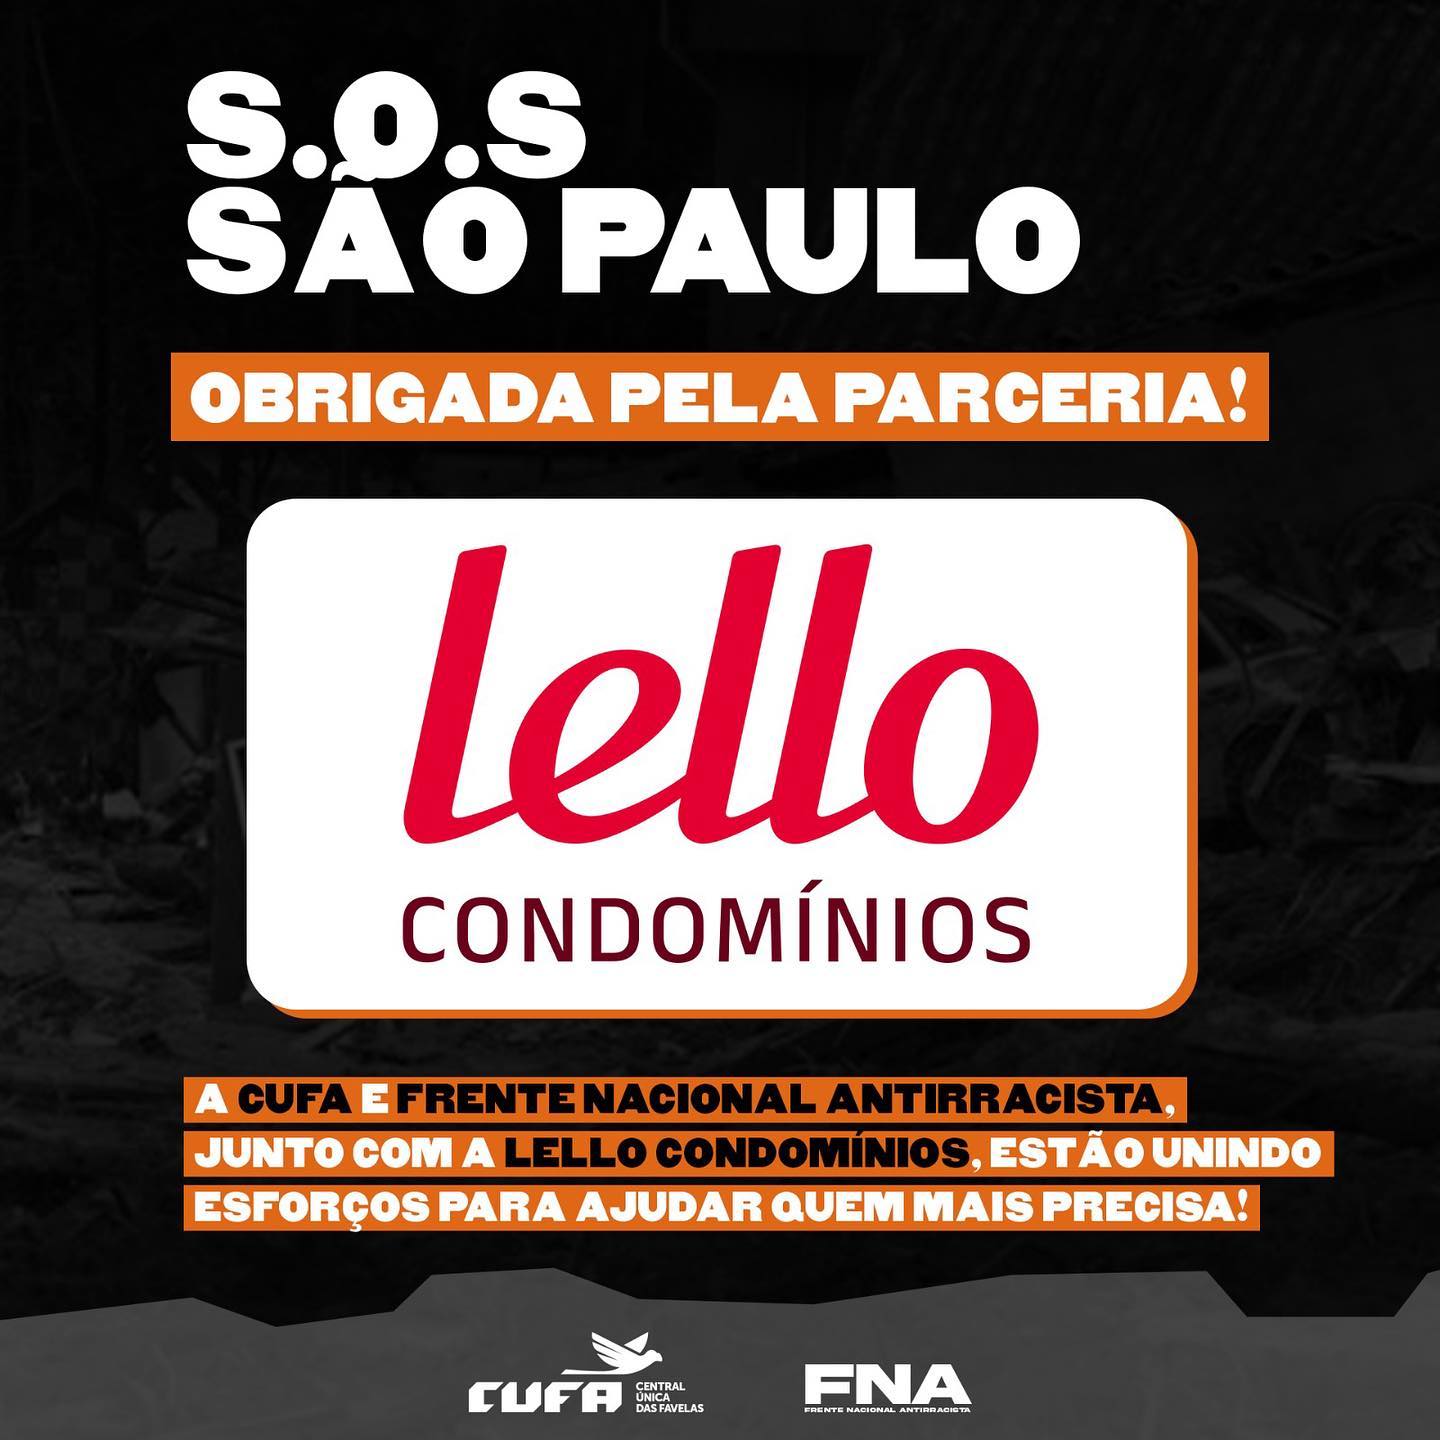 S.O.S
SÃO PAULO
OBRIGADA PELA PARCERIA!
lello
CONDOMÍNIOS
A CUFA E FRENTE NACIONAL ANTIRRACISTA,
JUNTO COM A LELLO CONDOMÍNIOS, ESTÃO UNINDO
ESFORÇOS PARA AJUDAR QUEM MAIS PRECISA!
CUFA
CENTRAL
ÚNICA
DAS FAVELAS
FNA
FRENTE NACIONAL ANTIRRACISTA